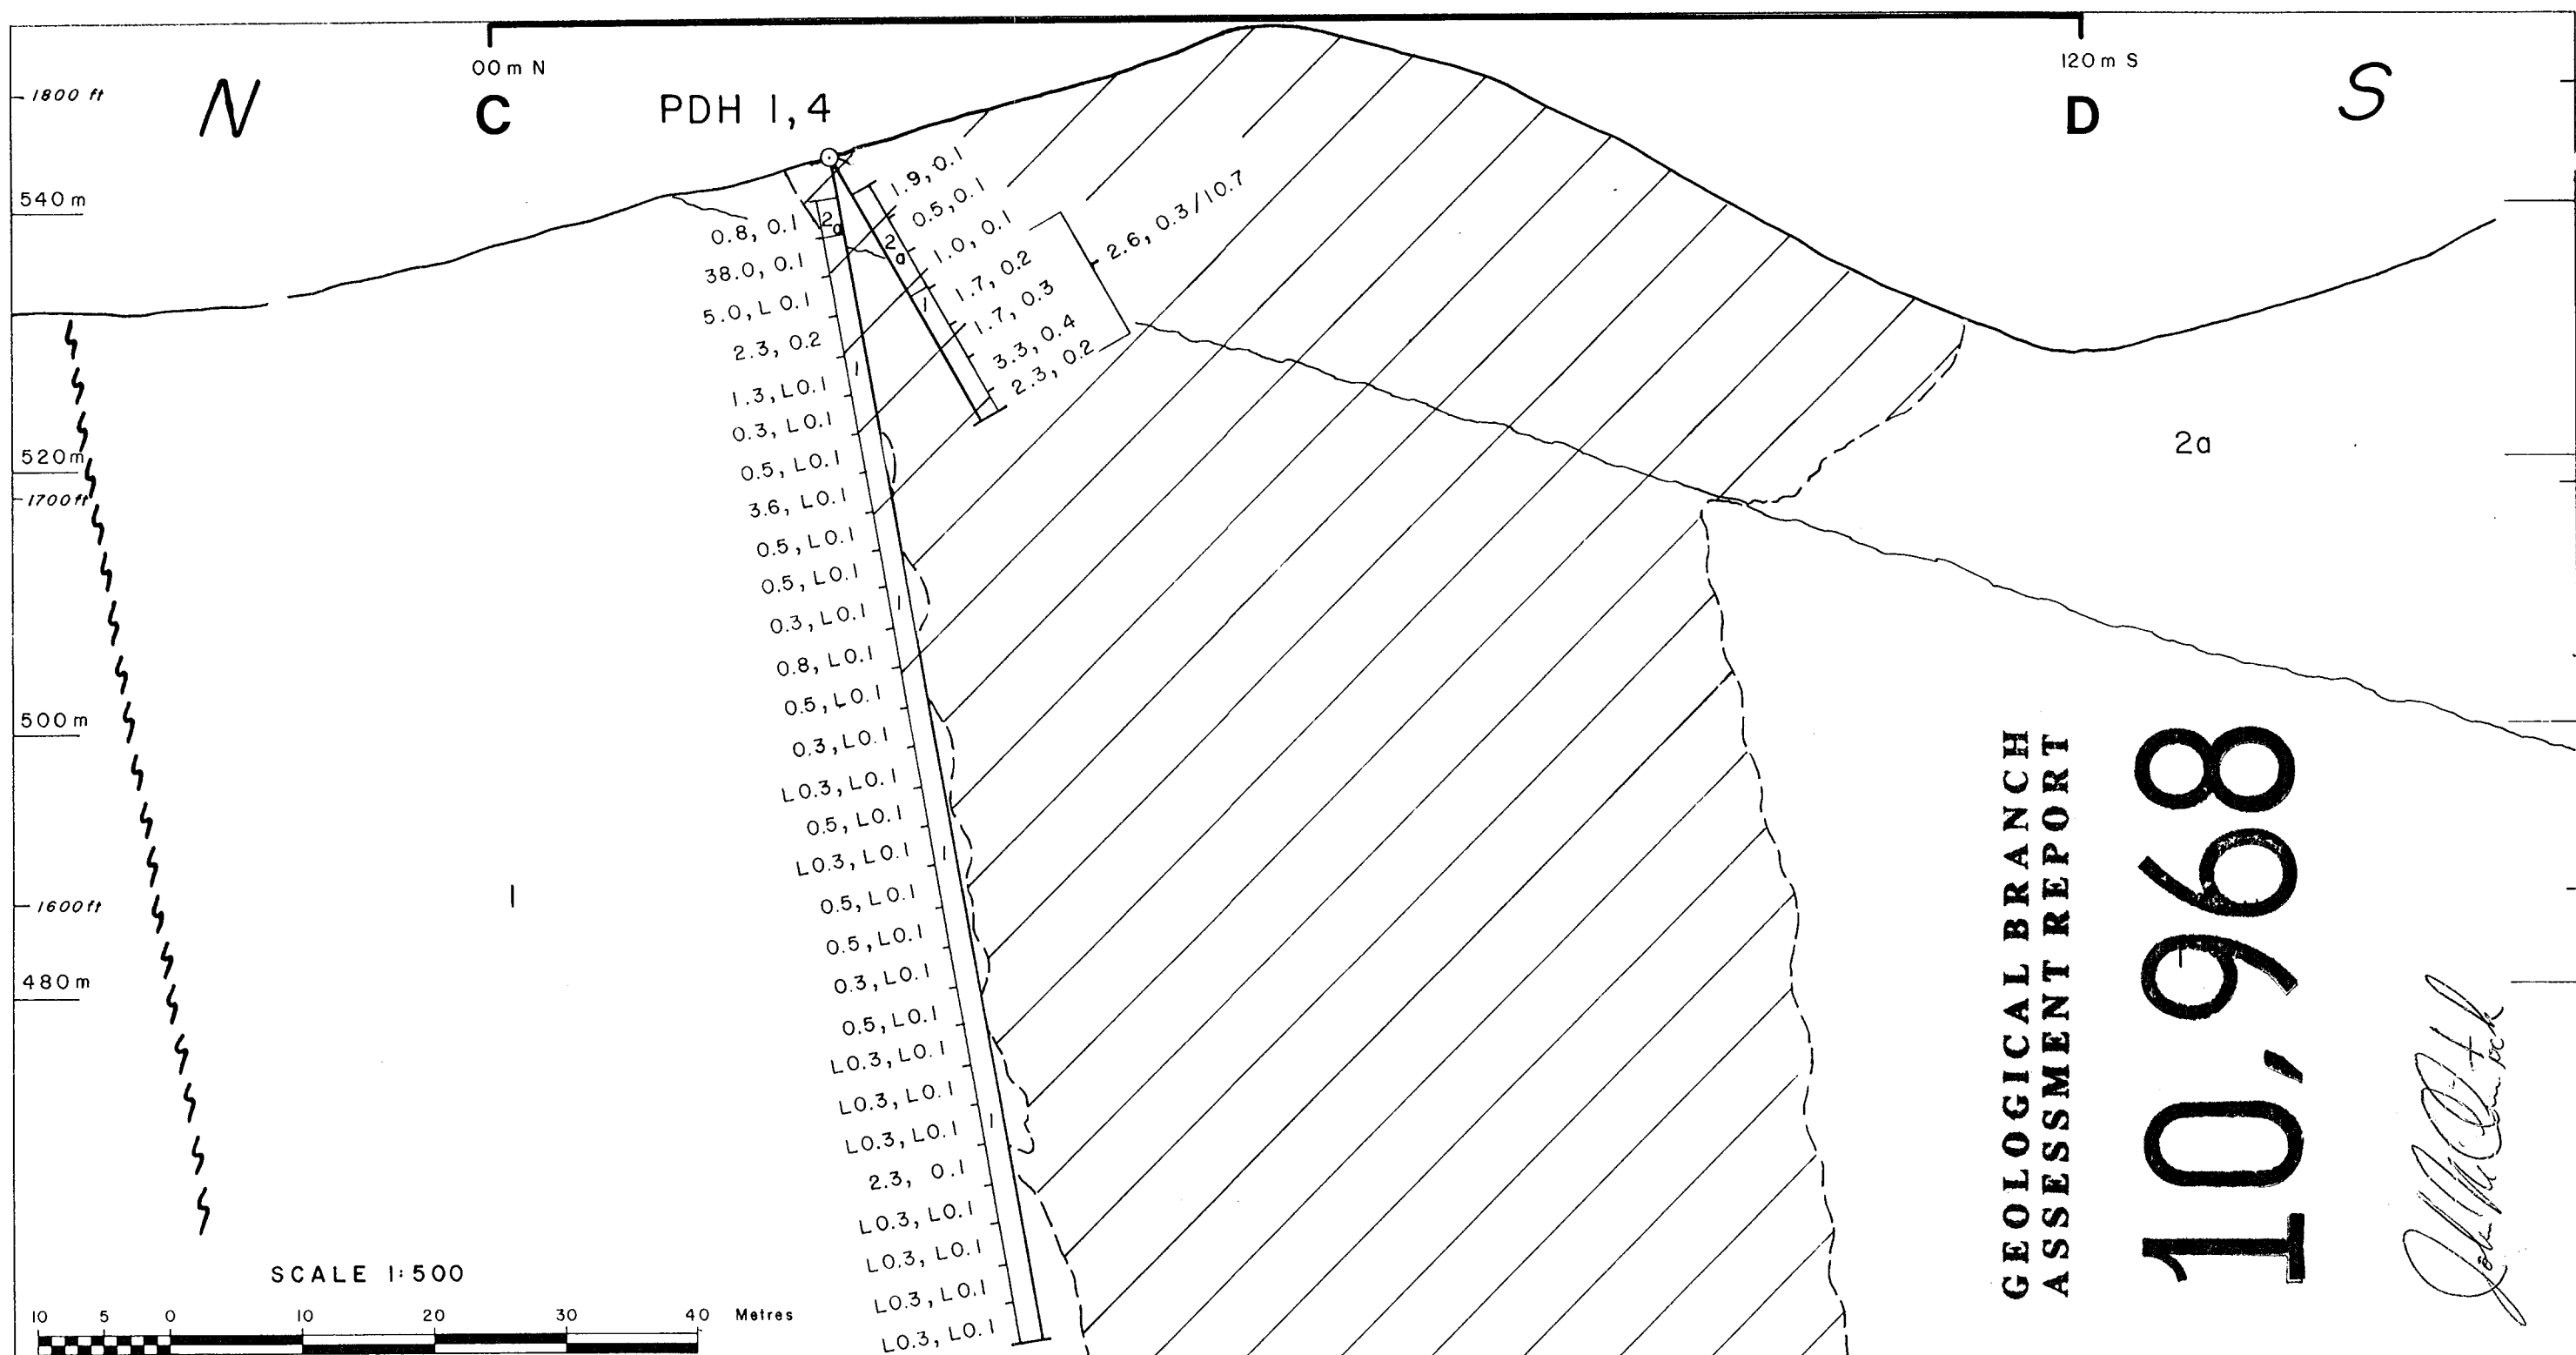 00 m N
120 m S
N
C
PDH 1, 4
D
S
1800 ft
540 m
520 m
1700 ft
500 m
1600 ft
480 m
0.8, 0.1
38.0, 0.1
5.0, L0.1
2.3, 0.2
1.3, L0.1
0.3, L0.1
0.5, L0.1
3.6, L0.1
0.5, L0.1
0.5, L0.1
0.3, L0.1
0.8, L0.1
0.5, L0.1
0.3, L0.1
L0.3, L0.1
0.5, L0.1
L0.3, L0.1
0.5, L0.1
0.5, L0.1
0.3, L0.1
0.5, L0.1
L0.3, L0.1
L0.3, L0.1
L0.3, L0.1
2.3, 0.1
L0.3, L0.1
L0.3, L0.1
L0.3, L0.1
L0.3, L0.1
2a
1
1
1
1
1.9, 0.1
0.5, 0.1
1.0, 0.1
1.7, 0.2
1.7, 0.3
3.3, 0.4
2.3, 0.2
2.6, 0.3/10.7
2a
1
2a
1
SCALE 1:500
10 5 0 10 20 30 40 Metres
GEOLOGICAL BRANCH
ASSESSMENT REPORT
10,968